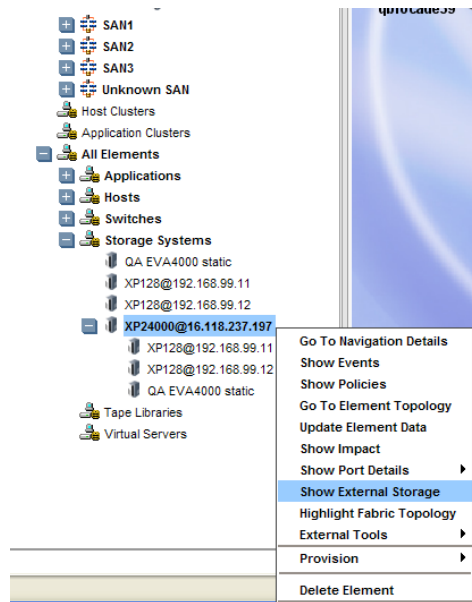 SAN1
SAN2
SAN3
Unknown SAN
Host Clusters
Application Clusters
All Elements
Applications
Hosts
Switches
Storage Systems
QA EVA4000 static
XP128@192.168.99.11
XP128@192.168.99.12
XP24000@16.118.237.197
XP128@192.168.99.11
XP128@192.168.99.12
QA EVA4000 static
Tape Libraries
Virtual Servers
Go To Navigation Details
Show Events
Show Policies
Go To Element Topology
Update Element Data
Show Impact
Show Port Details
Show External Storage
Highlight Fabric Topology
External Tools
Provision
Delete Element